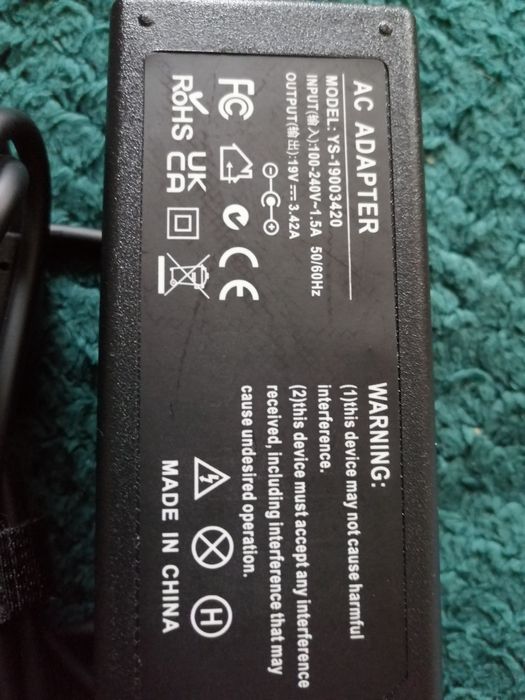 AC ADAPTER
MODEL: YS-19003420
INPUT(输入):100-240V~1.5A 50/60Hz
OUTPUT(输出):19V⎓3.42A
FC
CE
RoHS
UK
CA
WARNING:
(1)this device may not cause harmful
interference.
(2)this device must accept any interference
received, including interference that may
cause undesired operation.
H
MADE IN CHINA